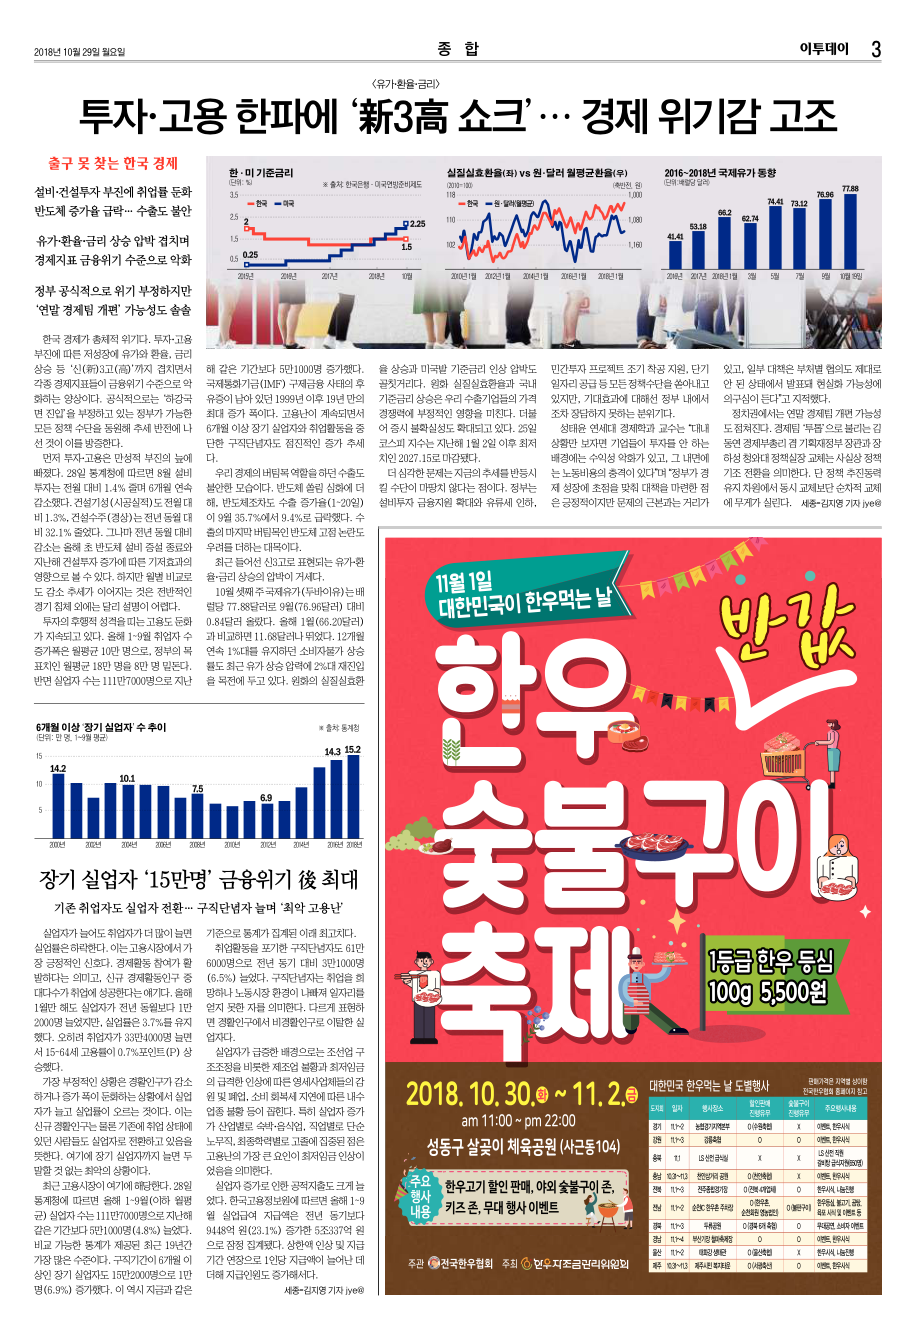 2018년 10월 29일 월요일
종 합
이투데이 3
〈유가·환율·금리〉
투자·고용 한파에 ‘新3高 쇼크’… 경제 위기감 고조
출구 못 찾는 한국 경제
설비·건설투자 부진에 취업률 둔화
반도체 증가율 급락… 수출도 불안
유가·환율·금리 상승 압박 겹치며
경제지표 금융위기 수준으로 악화
정부 공식적으로 위기 부정하지만
‘연말 경제팀 개편’ 가능성도 솔솔
한·미 기준금리
(단위: %)
※ 출처: 한국은행·미국연방준비제도
3.5
한국
미국
2
2.25
1.5
1.5
0.25
0.5
2015년 2016년 2017년 2018년 10월
실질실효환율(좌) vs 원·달러 월평균환율(우)
(2010=100)
(축반전, 원)
118
1,000
한국
원·달러(월평균)
110
1,080
102
1,160
2010년 1월 2012년 1월 2014년 1월 2016년 1월 2018년 1월
2016~2018년 국제유가 동향
(단위:배럴당 달러)
41.41 53.18 66.2 62.74 74.41 73.12 76.96 77.88
2016년 2017년 2018년 1월 3월 5월 7월 9월 10월 19일
한국 경제가 총체적 위기다. 투자·고용
부진에 따른 저성장에 유가와 환율, 금리
상승 등 ‘신(新)3고(高)’까지 겹치면서
각종 경제지표들이 금융위기 수준으로 악
화하는 양상이다. 공식적으로는 ‘하강국
면 진입’을 부정하고 있는 정부가 가능한
모든 정책 수단을 동원해 추세 반전에 나
선 것이 이를 방증한다.
먼저 투자·고용은 만성적 부진의 늪에
빠졌다. 28일 통계청에 따르면 8월 설비
투자는 전월 대비 1.4% 줄며 6개월 연속
감소했다. 건설기성(시공실적)도 전월 대
비 1.3%, 건설수주(경상)는 전년 동월 대
비 32.1% 줄었다. 그나마 전년 동월 대비
감소는 올해 초 반도체 설비 증설 종료와
지난해 건설투자 증가에 따른 기저효과의
영향으로 볼 수 있다. 하지만 월별 비교로
도 감소 추세가 이어지는 것은 전반적인
경기 침체 외에는 달리 설명이 어렵다.
투자의 후행적 성격을 띠는 고용도 둔화
가 지속되고 있다. 올해 1~9월 취업자 수
증가폭은 월평균 10만 명으로, 정부의 목
표치인 월평균 18만 명을 8만 명 밑돈다.
반면 실업자 수는 111만7000명으로 지난
해 같은 기간보다 5만1000명 증가했다.
국제통화기금(IMF) 구제금융 사태의 후
유증이 남아 있던 1999년 이후 19년 만의
최대 증가 폭이다. 고용난이 계속되면서
6개월 이상 장기 실업자와 취업활동을 중
단한 구직단념자도 점진적인 증가 추세
다.
우리 경제의 버팀목 역할을 하던 수출도
불안한 모습이다. 반도체 쏠림 심화에 더
해, 반도체조차도 수출 증가율(1~20일)
이 9월 35.7%에서 9.4%로 급락했다. 수
출의 마지막 버팀목인 반도체 고점 논란도
우려를 더하는 대목이다.
최근 들어선 신3고로 표현되는 유가·환
율·금리 상승의 압박이 거세다.
10월 셋째 주 국제유가(두바이유)는 배
럴당 77.88달러로 9월(76.96달러) 대비
0.84달러 올랐다. 올해 1월(66.20달러)
과 비교하면 11.68달러나 뛰었다. 12개월
연속 1%대를 유지하던 소비자물가 상승
률도 최근 유가 상승 압력에 2%대 재진입
을 목전에 두고 있다. 원화의 실질실효환
율 상승과 미국발 기준금리 인상 압박도
골칫거리다. 원화 실질실효환율과 국내
기준금리 상승은 우리 수출기업들의 가격
경쟁력에 부정적인 영향을 미친다. 더불
어 증시 불확실성도 확대되고 있다. 25일
코스피 지수는 지난해 1월 2일 이후 최저
치인 2027.15로 마감됐다.
더 심각한 문제는 지금의 추세를 반등시
킬 수단이 마땅치 않다는 점이다. 정부는
설비투자 금융지원 확대와 유류세 인하,
민간투자 프로젝트 조기 착공 지원, 단기
일자리 공급 등 모든 정책수단을 쏟아내고
있지만, 기대효과에 대해선 정부 내에서
조차 장담하지 못하는 분위기다.
성태윤 연세대 경제학과 교수는 “대내
상황만 보자면 기업들이 투자를 안 하는
배경에는 수익성 악화가 있고, 그 내면에
는 노동비용의 충격이 있다”며 “정부가 경
제 성장에 초점을 맞춰 대책을 마련한 점
은 긍정적이지만 문제의 근본과는 거리가
있고, 일부 대책은 부처별 협의도 제대로
안 된 상태에서 발표돼 현실화 가능성에
의구심이 든다”고 지적했다.
정치권에서는 연말 경제팀 개편 가능성
도 점쳐진다. 경제팀 ‘투톱’으로 불리는 김
동연 경제부총리 겸 기획재정부 장관과 장
하성 청와대 정책실장 교체는 사실상 정책
기조 전환을 의미한다. 단 정책 추진동력
유지 차원에서 동시 교체보단 순차적 교체
에 무게가 실린다. 세종=김지영 기자 jye@
6개월 이상 ‘장기 실업자’ 수 추이
(단위: 만 명, 1~9월 평균)
※ 출처: 통계청
15
10
5
14.2 10.1 7.5 6.9 14.3 15.2
2000년 2002년 2004년 2006년 2008년 2010년 2012년 2014년 2016년 2018년
장기 실업자 ‘15만명’ 금융위기 後 최대
기존 취업자도 실업자 전환… 구직단념자 늘며 ‘최악 고용난’
실업자가 늘어도 취업자가 더 많이 늘면
실업률은 하락한다. 이는 고용시장에서 가
장 긍정적인 신호다. 경제활동 참여가 활
발하다는 의미고, 신규 경제활동인구 중
대다수가 취업에 성공한다는 얘기다. 올해
1월만 해도 실업자가 전년 동월보다 1만
2000명 늘었지만, 실업률은 3.7%를 유지
했다. 오히려 취업자가 33만4000명 늘면
서 15-64세 고용률이 0.7%포인트(P) 상
승했다.
가장 부정적인 상황은 경활인구가 감소
하거나 증가 폭이 둔화하는 상황에서 실업
자가 늘고 실업률이 오르는 것이다. 이는
신규 경활인구는 물론 기존에 취업 상태에
있던 사람들도 실업자로 전환하고 있음을
뜻한다. 여기에 장기 실업자까지 늘면 두
말할 것 없는 최악의 상황이다.
최근 고용시장이 여기에 해당한다. 28일
통계청에 따르면 올해 1~9월(이하 월평
균) 실업자 수는 111만7000명으로 지난해
같은 기간보다 5만1000명(4.8%) 늘었다.
비교 가능한 통계가 제공된 최근 19년간
가장 많은 수준이다. 구직기간이 6개월 이
상인 장기 실업자도 15만2000명으로 1만
명(6.9%) 증가했다. 이 역시 지금과 같은
기준으로 통계가 집계된 이래 최고치다.
취업활동을 포기한 구직단념자도 61만
6000명으로 전년 동기 대비 3만1000명
(6.5%) 늘었다. 구직단념자는 취업을 희
망하나 노동시장 환경이 나빠져 일자리를
얻지 못한 자를 의미한다. 다르게 표현하
면 경활인구에서 비경활인구로 이탈한 실
업자다.
실업자가 급증한 배경으로는 조선업 구
조조정을 비롯한 제조업 불황과 최저임금
의 급격한 인상에 따른 영세사업체들의 감
원 및 폐업, 소비 회복세 지연에 따른 내수
업종 불황 등이 꼽힌다. 특히 실업자 증가
가 산업별로 숙박·음식업, 직업별로 단순
노무직, 최종학력별로 고졸에 집중된 점은
고용난의 가장 큰 요인이 최저임금 인상이
었음을 의미한다.
실업자 증가로 인한 공적지출도 크게 늘
었다. 한국고용정보원에 따르면 올해 1~9
월 실업급여 지급액은 전년 동기보다
9448억 원(23.1%) 증가한 5조337억 원
으로 잠정 집계됐다. 상한액 인상 및 지급
기간 연장으로 1인당 지급액이 늘어난 데
더해 지급인원도 증가해서다.
세종=김지영 기자 jye@
11월 1일
대한민국이 한우먹는 날
반값
한우
숯불구이
축제
1등급 한우 등심
100g 5,500원
2018. 10. 30.(화) ~ 11. 2.(금)
am 11:00 ~ pm 22:00
성동구 살곶이 체육공원 (사근동104)
주요
행사
내용
한우고기 할인 판매, 야외 숯불구이 존,
키즈 존, 무대 행사 이벤트
주관 전국한우협회 주최 한우자조금관리위원회
대한민국 한우먹는 날 도별행사
판매가격은 지역별 상이함
전국한우협회 홈페이지 참고
도지회 일자 행사장소 할인판매 진행유무 숯불구이 진행유무 주요행사내용
경기 11.1~2 농협경기지역본부 O (수원축협) X 이벤트, 한우시식
강원 11.1~3 강릉축협 O O 이벤트, 한우시식
충북 11.1 LS 산전 급식실 X X LS 산전 직원 갈비탕 급식지원(650명)
충남 10.31~11.3 천안삼거리 공원 O (천안축협) X 이벤트, 한우시식
전북 11.1~3 전주종합경기장 O (전북 4개업체) O 한우시식, 나눔진행
경북 11.1~3 두류공원 O (경북 6개 축협) O 무대공연, 소비자 이벤트
경남 11.1~4 O O 이벤트, 한우시식
울산 11.1~2 태화강 생태관 O (울산축협) X 한우시식, 나눔진행
제주 10.31~11.3 제주시민 복지타운 O (서귀축산) O 이벤트, 한우시식